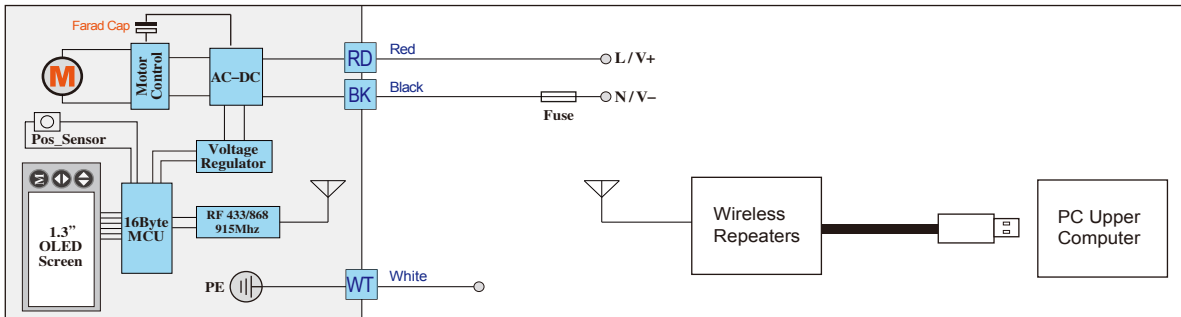 Farad Cap
M
Motor
Control
AC–DC
RD
Red
L / V+
BK
Black
N / V–
Fuse
Pos_Sensor
Voltage
Regulator
M
1.3”
OLED
Screen
16Byte
MCU
RF 433/868
915Mhz
PE
WT
White
Wireless
Repeaters
PC Upper
Computer